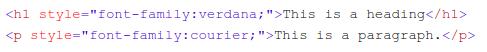 <h1 style="font-family:verdana;">This is a heading</h1>
<p style="font-family:courier;">This is a paragraph.</p>